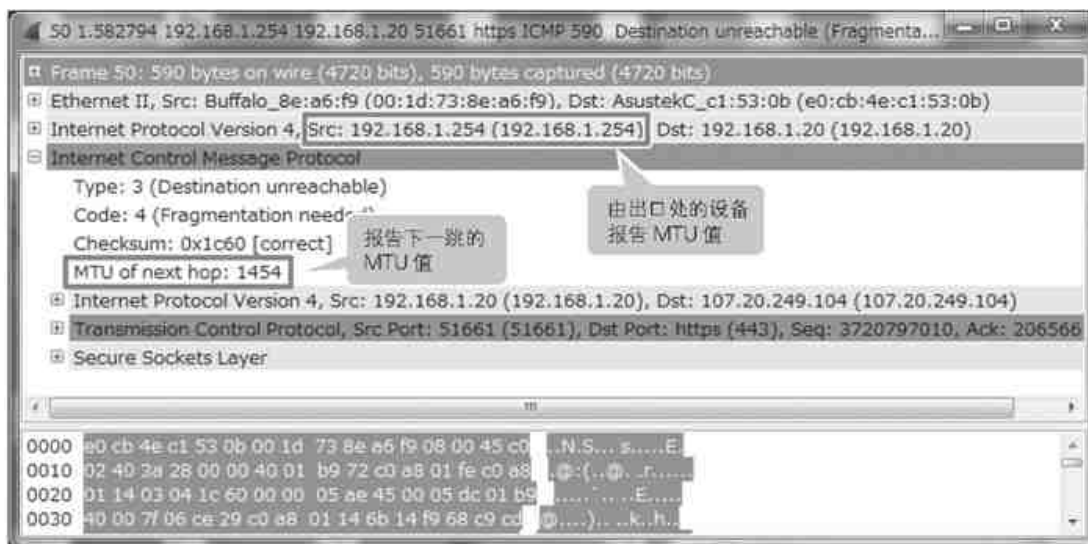 50 1.582794 192.168.1.254 192.168.1.20 51661 https ICMP 590 Destination unreachable (Fragmenta...
Frame 50: 590 bytes on wire (4720 bits), 590 bytes captured (4720 bits)
Ethernet II, Src: Buffalo_8e:a6:f9 (00:1d:73:8e:a6:f9), Dst: AsustekC_c1:53:0b (e0:cb:4e:c1:53:0b)
Internet Protocol Version 4, Src: 192.168.1.254 (192.168.1.254), Dst: 192.168.1.20 (192.168.1.20)
Internet Control Message Protocol
Type: 3 (Destination unreachable)
Code: 4 (Fragmentation needed)
Checksum: 0x1c60 [correct]
MTU of next hop: 1454
由出口处的设备
报告 MTU 值
报告下一跳的
MTU 值
Internet Protocol Version 4, Src: 192.168.1.20 (192.168.1.20), Dst: 107.20.249.104 (107.20.249.104)
Transmission Control Protocol, Src Port: 51661 (51661), Dst Port: https (443), Seq: 3720797010, Ack: 206566
Secure Sockets Layer
0000 e0 cb 4e c1 53 0b 00 1d 73 8e a6 f9 08 00 45 c0 ..N.S... s.....E.
0010 02 40 3a 28 00 00 40 01 b9 72 c0 a8 01 fe c0 a8 .@:(..@. .r......
0020 01 14 03 04 1c 60 00 00 05 ae 45 00 05 dc 01 b9 .....`.. ..E.....
0030 40 00 7f 06 ce 29 c0 a8 01 14 6b 14 f9 68 c9 cd @....).. ..k..h..